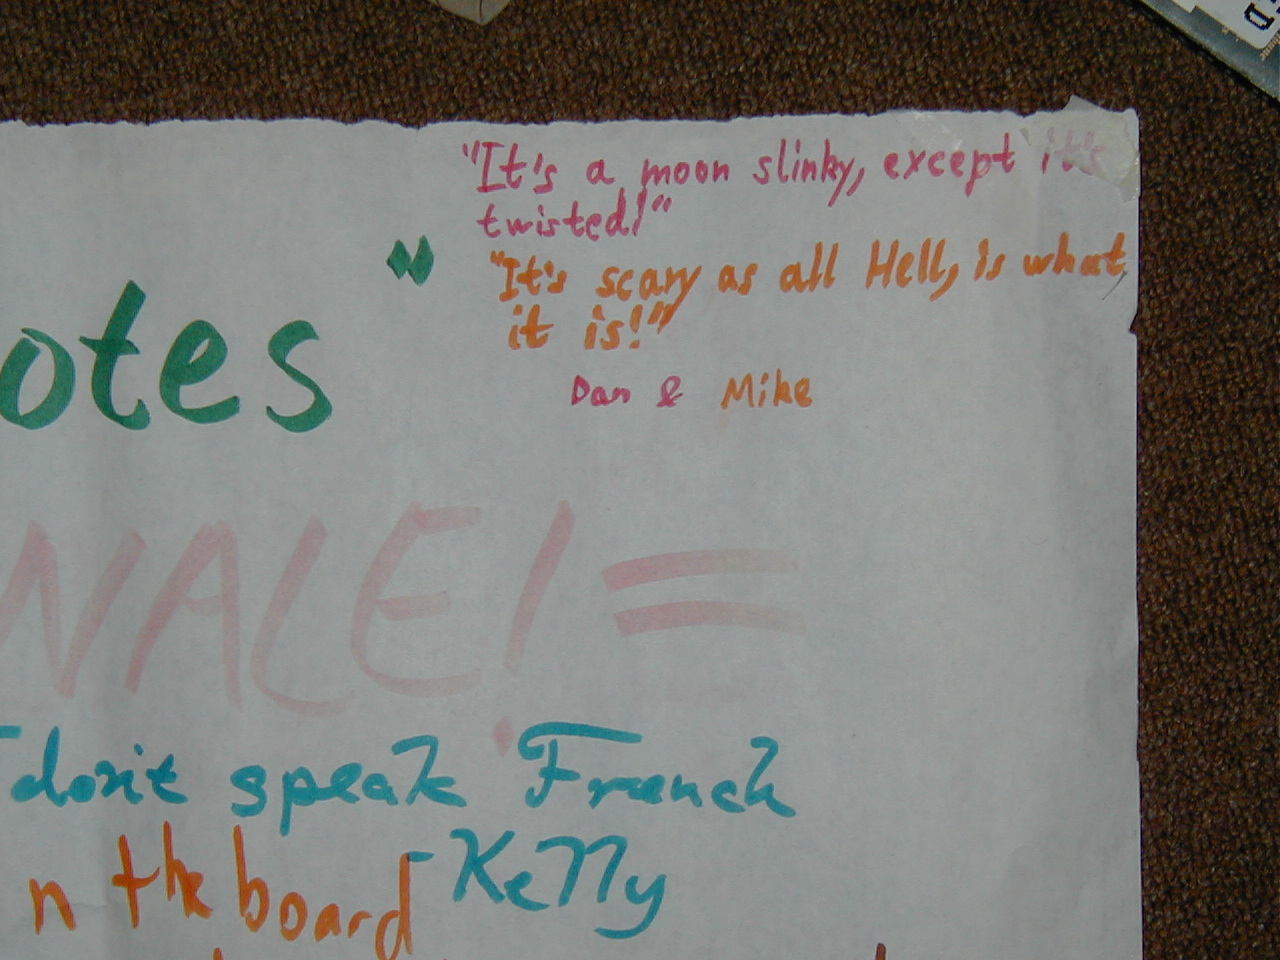 "It's a moon slinky, except it's
twisted!"
"It's scary as all Hell, is what
it is!"
Dan & Mike
otes"
NALE! =
I don't speak French
- Kelly
n the board